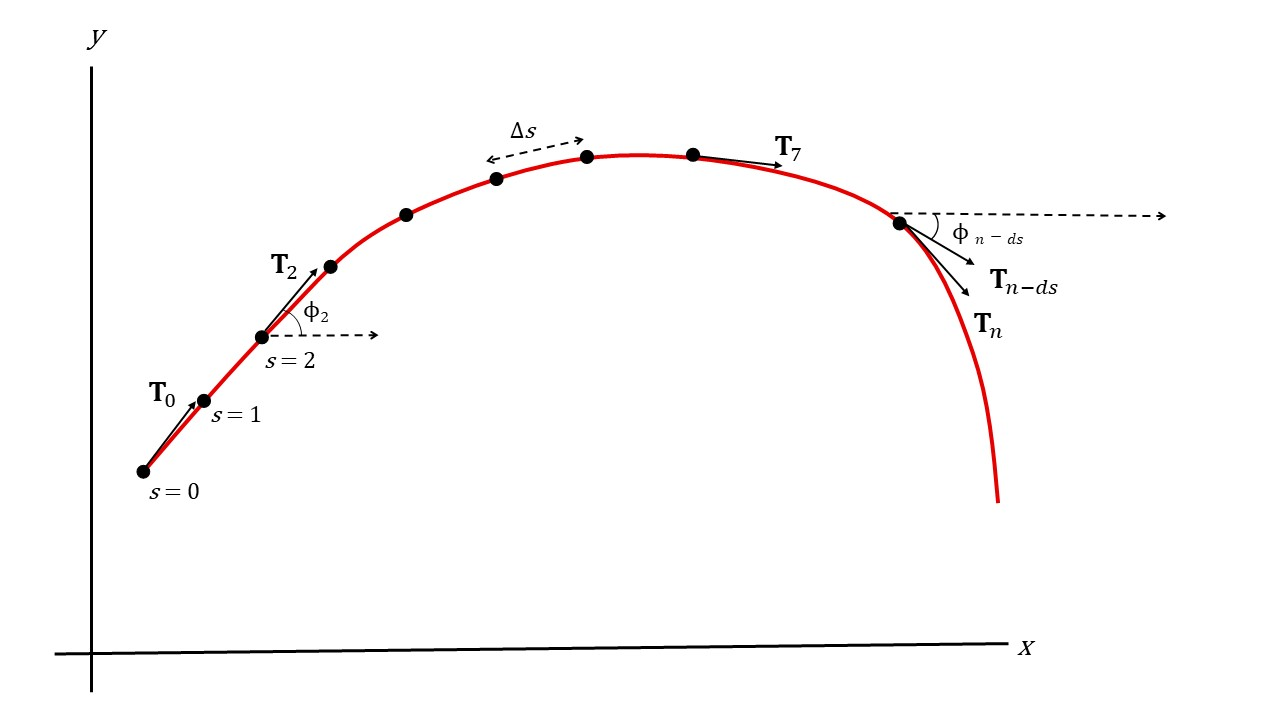 y
Δs
T₇
ϕ ₙ ₋ ds
T₂
ϕ₂
Tₙ₋ds
Tₙ
s = 2
T₀
s = 1
s = 0
x